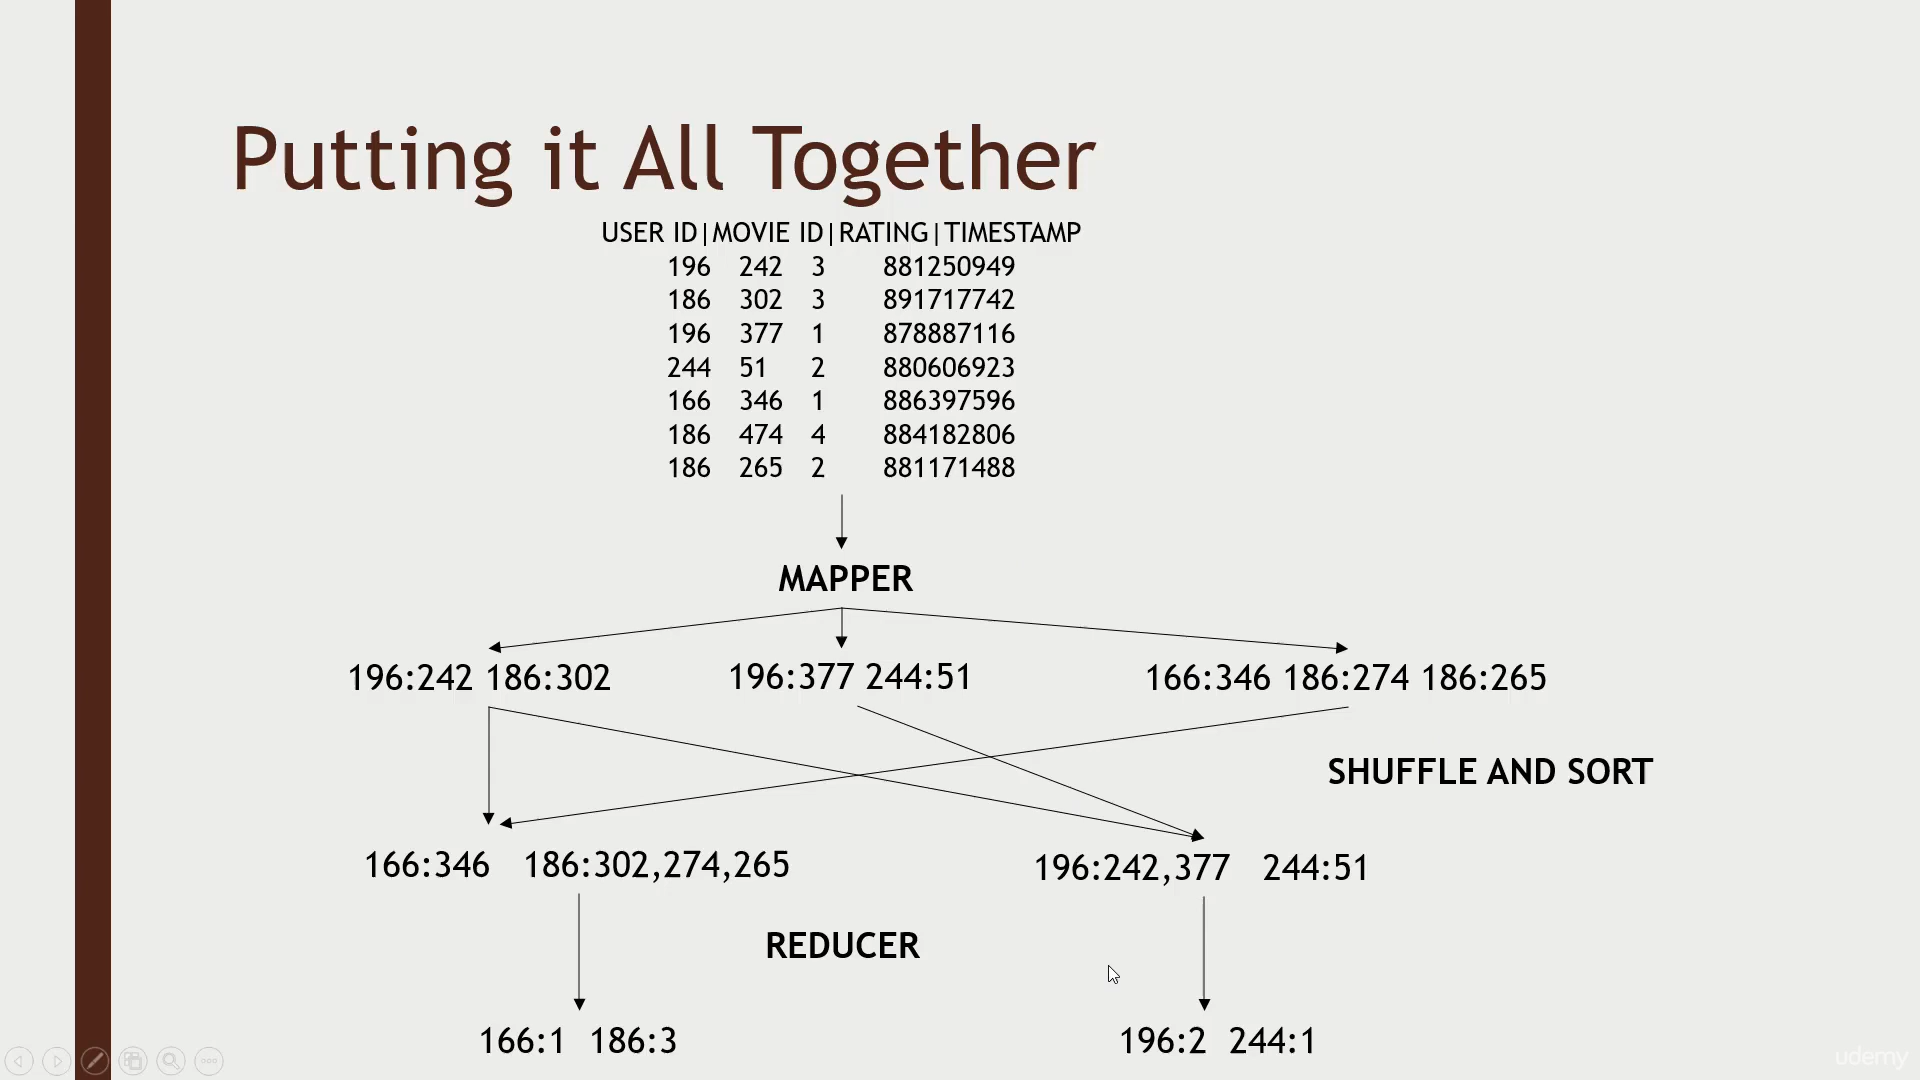 Putting it All Together
USER ID|MOVIE ID|RATING|TIMESTAMP
196 242 3 881250949
186 302 3 891717742
196 377 1 878887116
244 51 2 880606923
166 346 1 886397596
186 474 4 884182806
186 265 2 881171488
MAPPER
196:242 186:302 196:377 244:51 166:346 186:274 186:265
SHUFFLE AND SORT
166:346 186:302,274,265 196:242,377 244:51
REDUCER
166:1 186:3 196:2 244:1
udemy